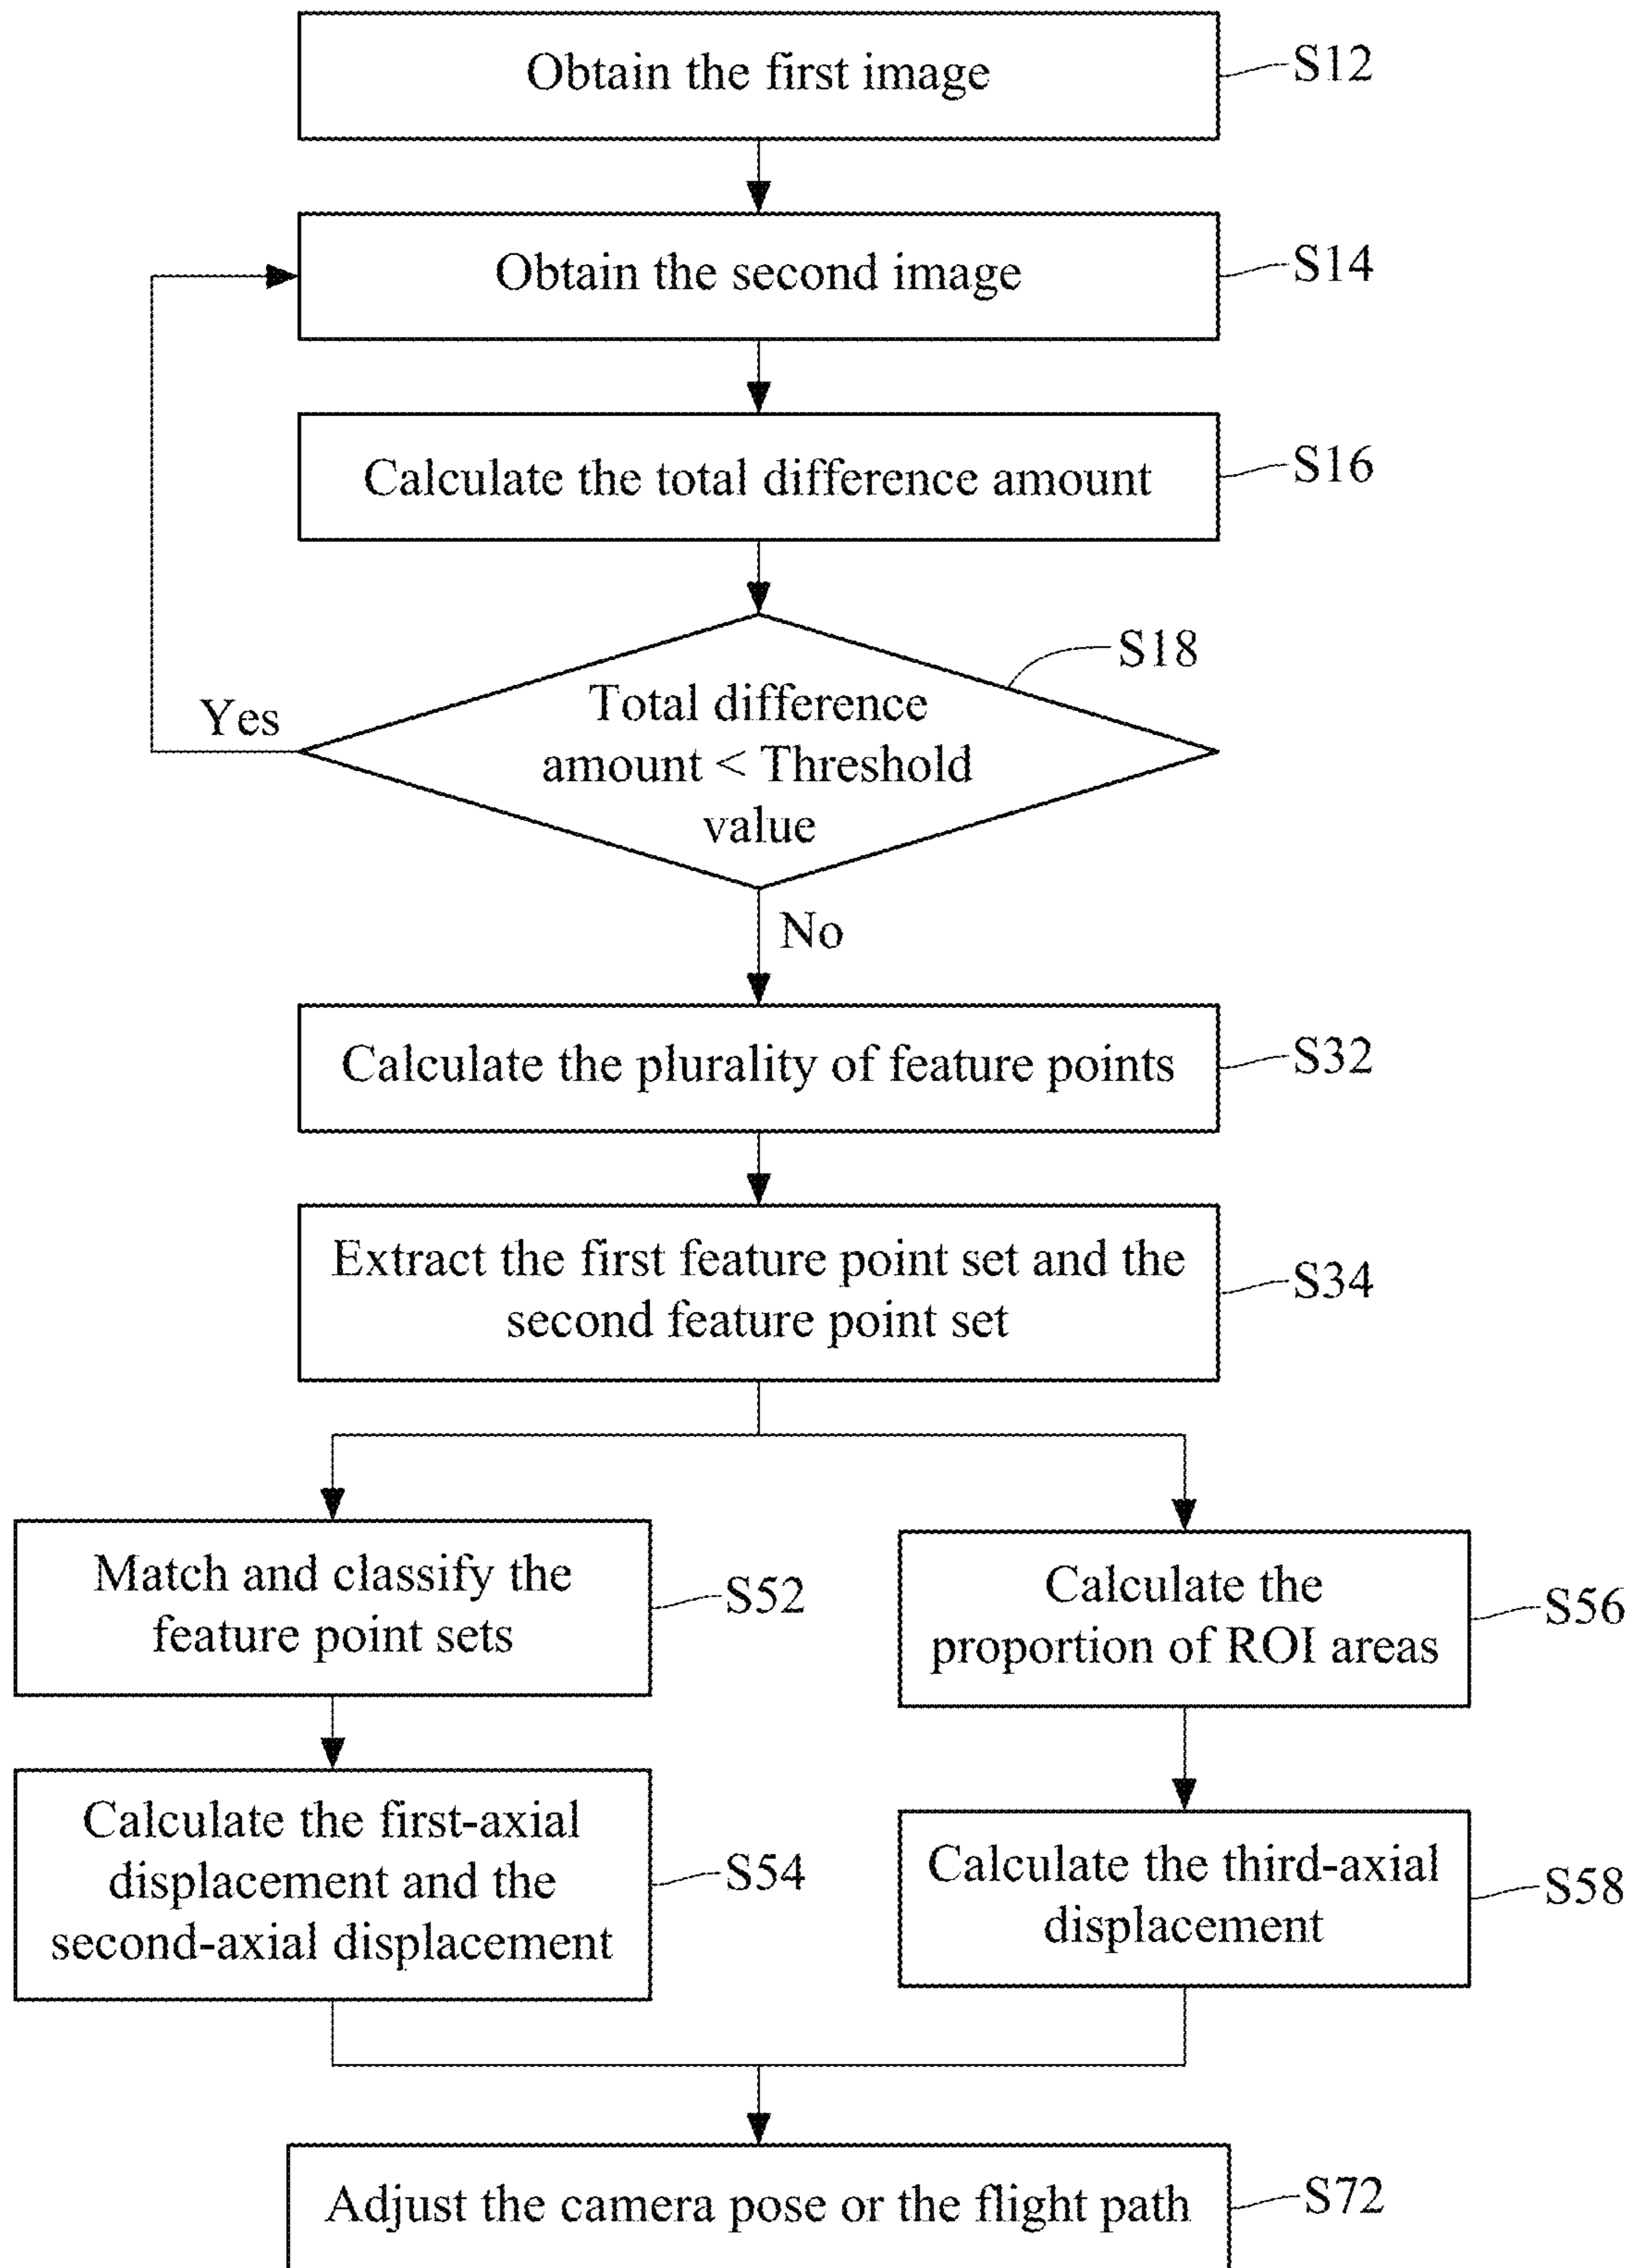 Obtain the first image
S12
Obtain the second image
S14
Calculate the total difference amount
S16
S18
Total difference
amount < Threshold
value
Yes
No
Calculate the plurality of feature points
S32
Extract the first feature point set and the
second feature point set
S34
Match and classify the
feature point sets
S52
Calculate the first-axial
displacement and the
second-axial displacement
S54
Calculate the
proportion of ROI areas
S56
Calculate the third-axial
displacement
S58
Adjust the camera pose or the flight path
S72